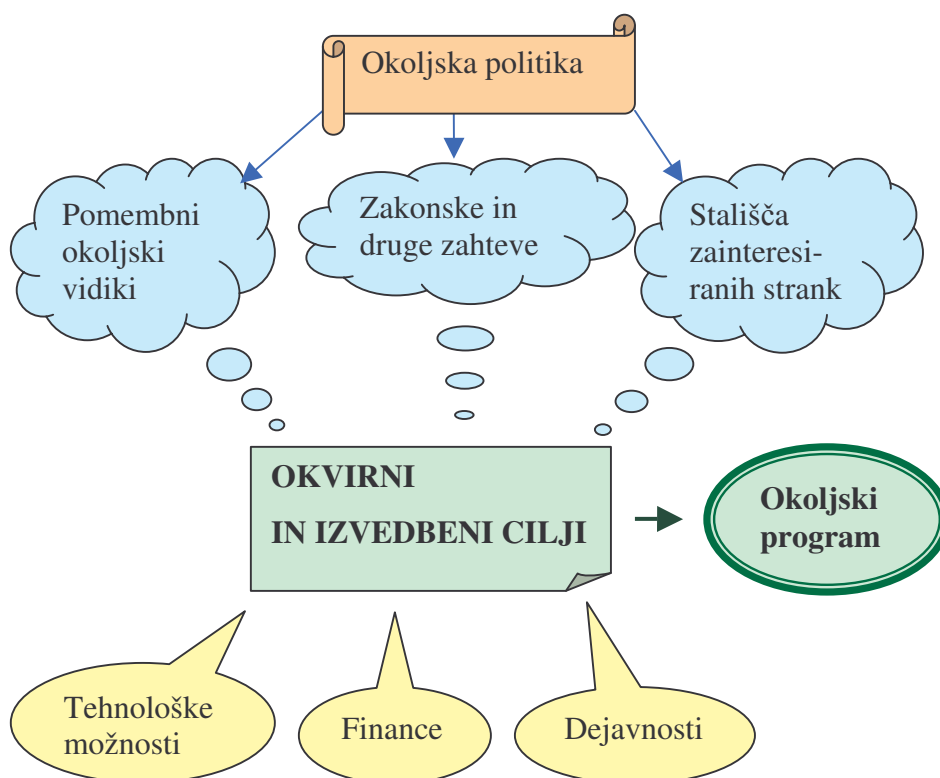 Okoljska politika
Pomembni
okoljski
vidiki
Zakonske in
druge zahteve
Stališča
zainteresi-
ranih strank
OKVIRNI
IN IZVEDBENI CILJI
Okoljski
program
Tehnološke
možnosti
Finance
Dejavnosti